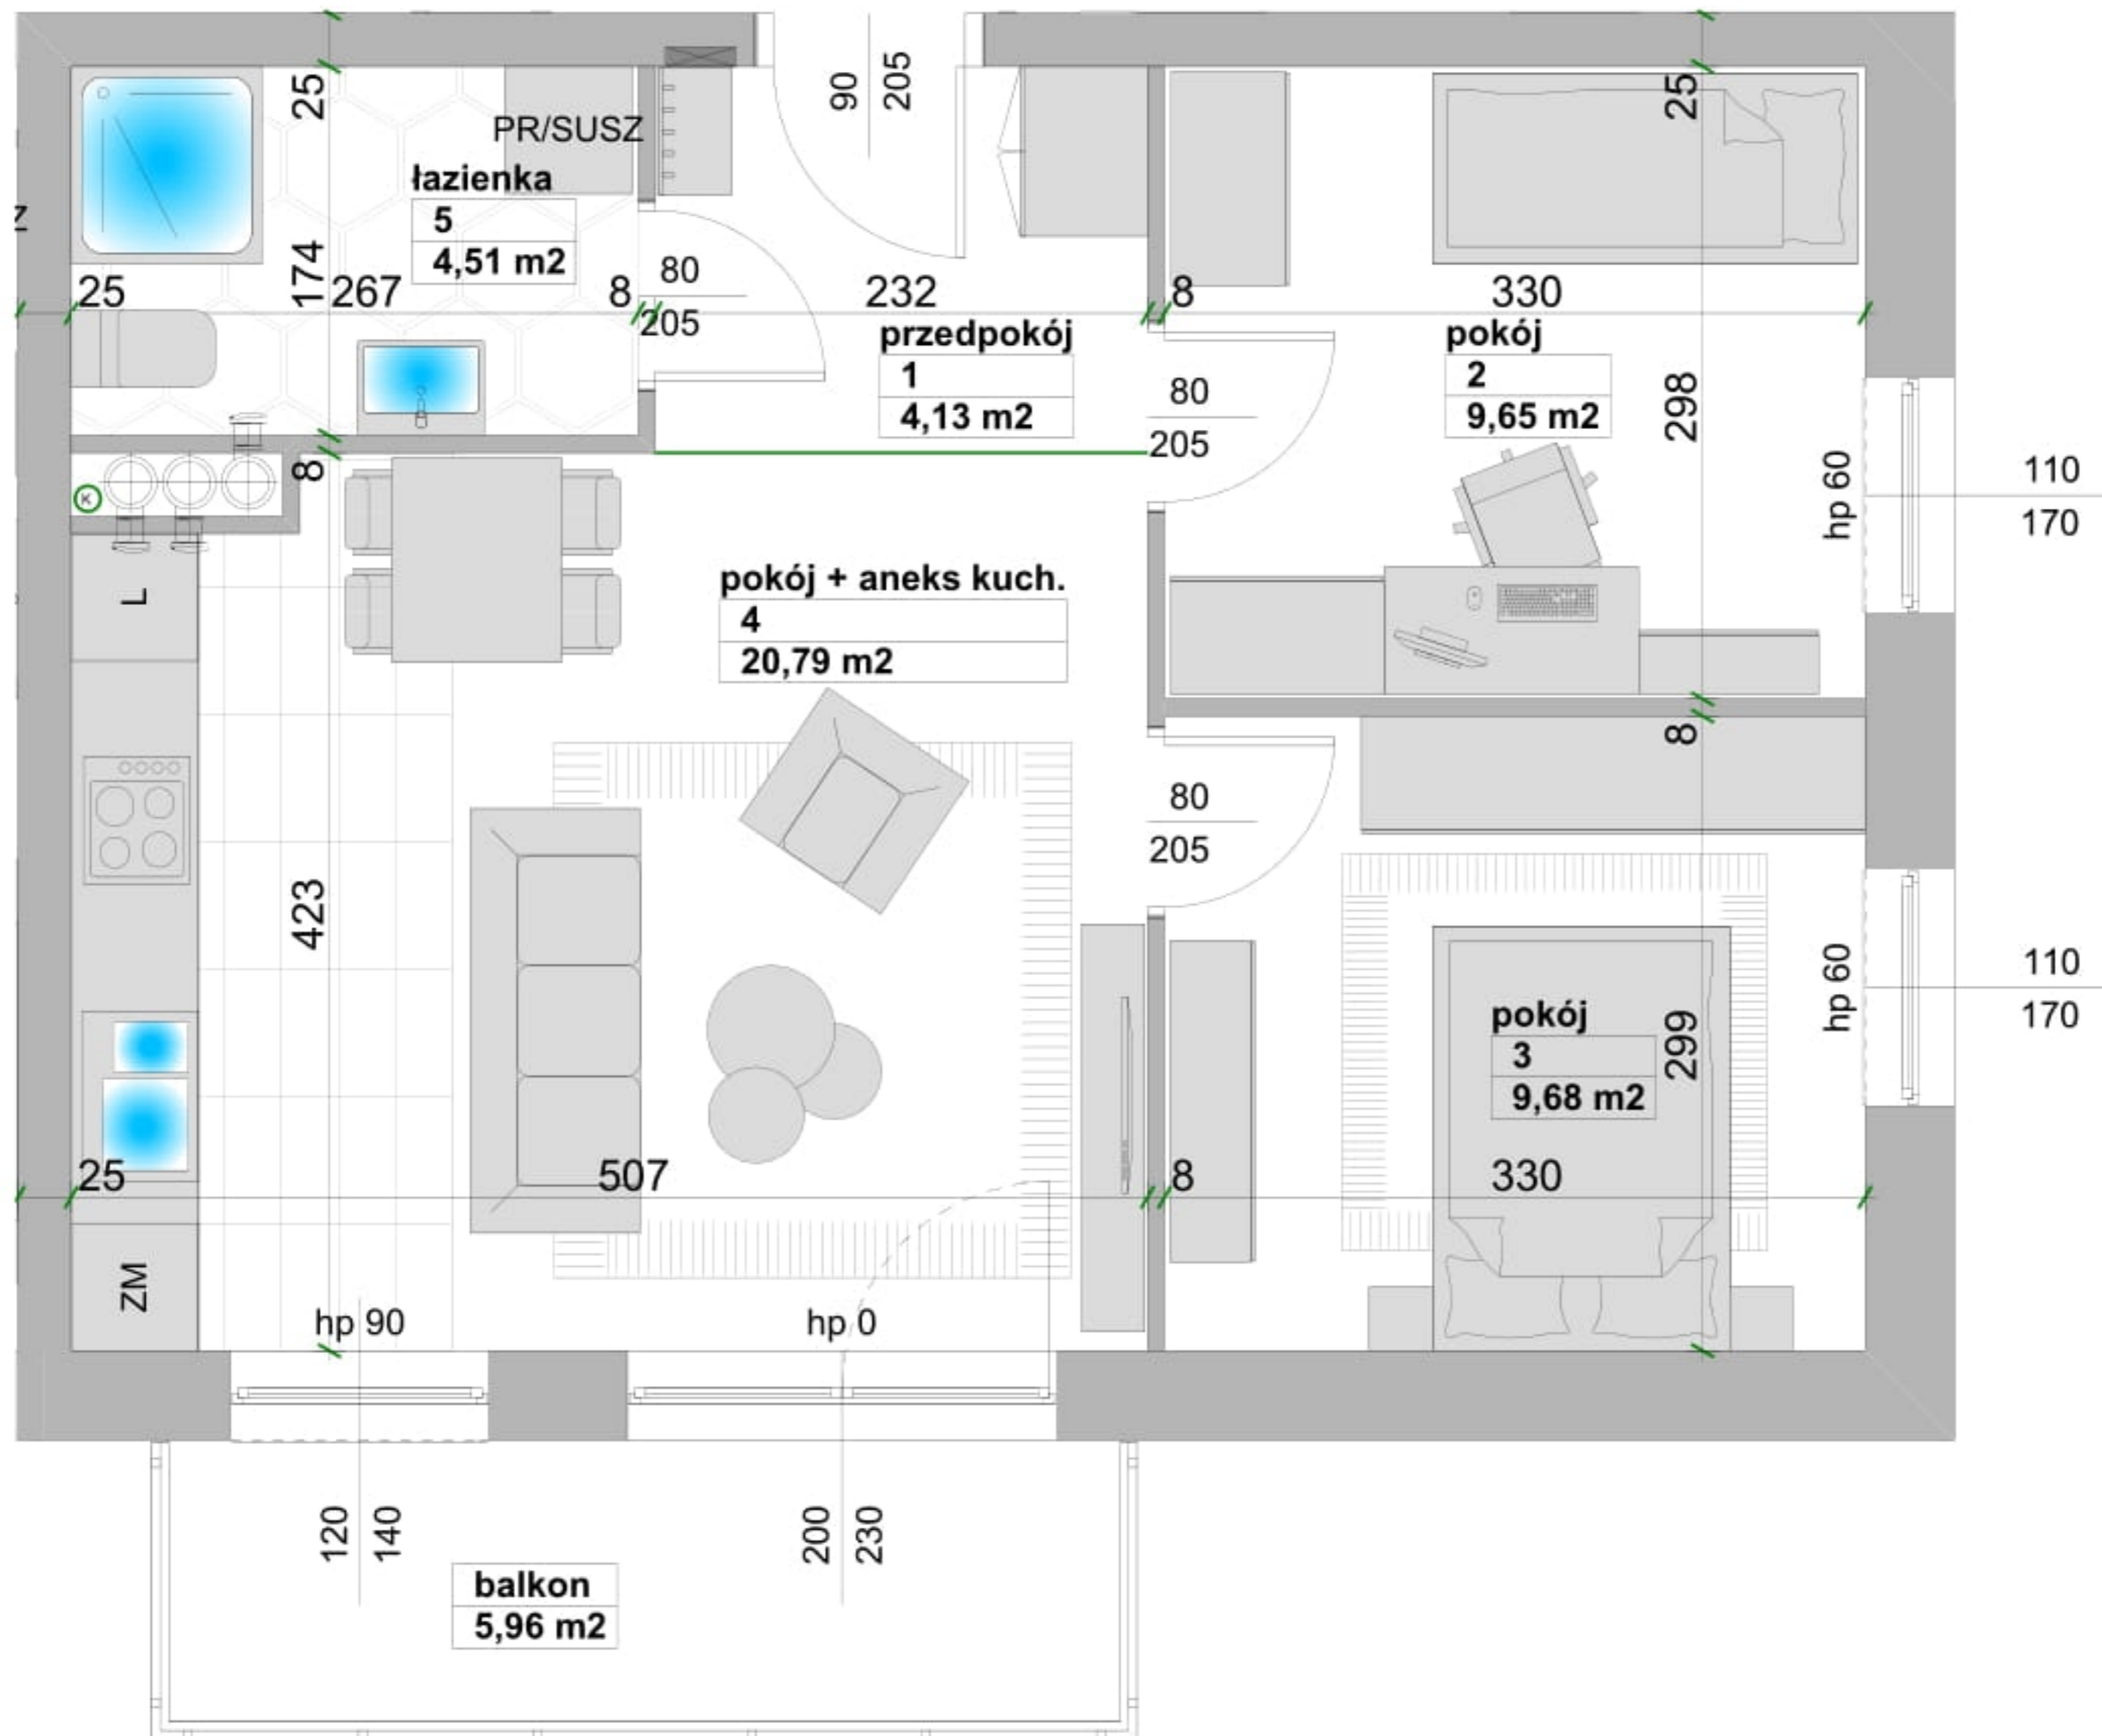 25
90
205
25
PR/SUSZ
łazienka
5
4,51 m2
Z
174
25
267
8
80
205
232
8
330
przedpokój
1
4,13 m2
pokój
2
9,65 m2
298
80
205
8
K
hp 60
110
170
L
pokój + aneks kuch.
4
20,79 m2
8
80
205
423
hp 60
110
170
pokój
3
9,68 m2
299
25
507
8
330
ZM
hp 90
hp 0
120
140
200
230
balkon
5,96 m2